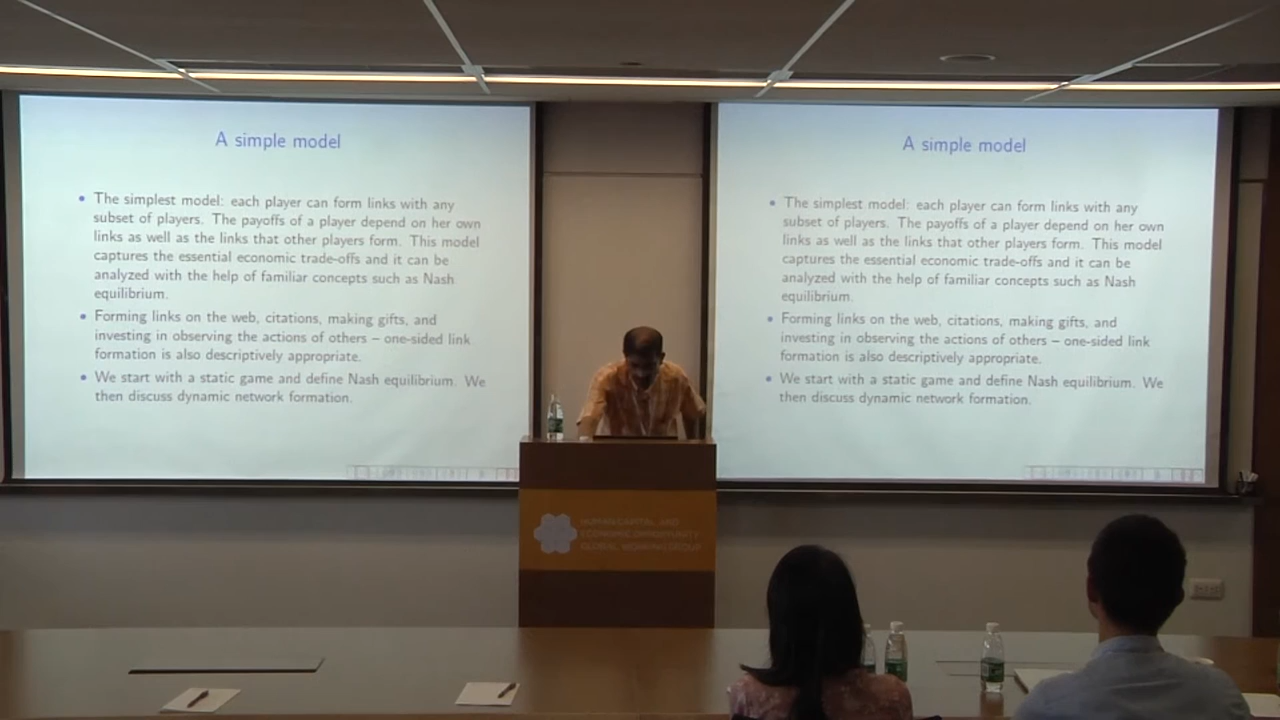 A simple model
• The simplest model: each player can form links with any
subset of players. The payoffs of a player depend on her own
links as well as the links that other players form. This model
captures the essential economic trade-offs and it can be
analyzed with the help of familiar concepts such as Nash
equilibrium.
• Forming links on the web, citations, making gifts, and
investing in observing the actions of others – one-sided link
formation is also descriptively appropriate.
• We start with a static game and define Nash equilibrium. We
then discuss dynamic network formation.
A simple model
• The simplest model: each player can form links with any
subset of players. The payoffs of a player depend on her own
links as well as the links that other players form. This model
captures the essential economic trade-offs and it can be
analyzed with the help of familiar concepts such as Nash
equilibrium.
• Forming links on the web, citations, making gifts, and
investing in observing the actions of others – one-sided link
formation is also descriptively appropriate.
• We start with a static game and define Nash equilibrium. We
then discuss dynamic network formation.
HUMAN CAPITAL AND
ECONOMIC OPPORTUNITY
GLOBAL WORKING GROUP